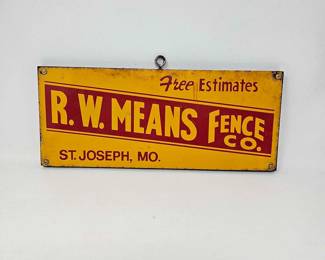 Free Estimates
R.W. MEANS FENCE CO.
ST. JOSEPH, MO.